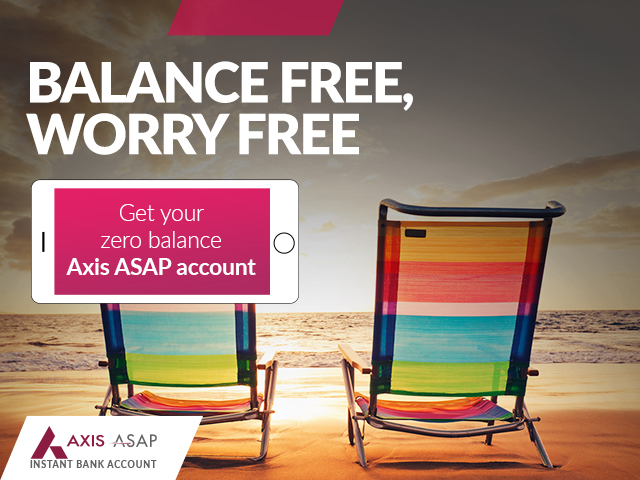 BALANCE FREE,
WORRY FREE
Get your
zero balance
Axis ASAP account
AXIS ASAP
INSTANT BANK ACCOUNT